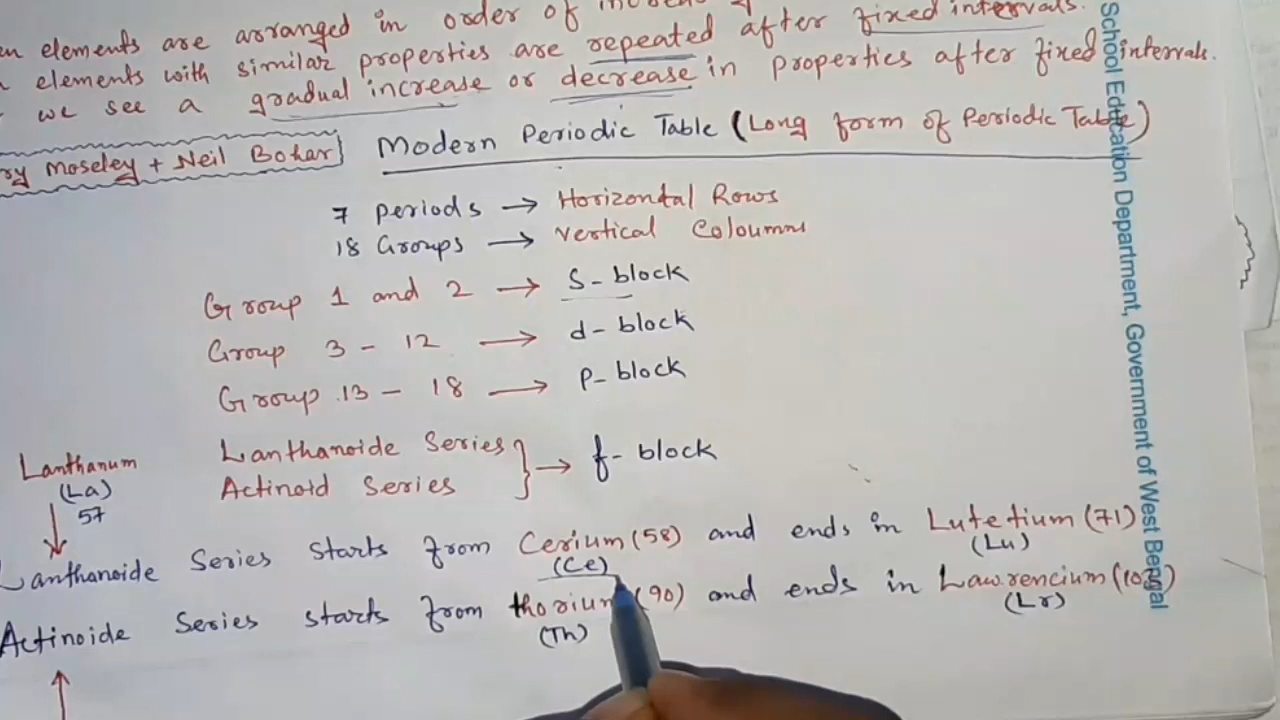 elements are arranged in order of
elements with similar properties are repeated after fixed intervals.
we see a gradual increase or decrease in properties after fixed intervals.
Moseley + Neil Bohar
Modern Periodic Table (Long form of Periodic Table)
7 Periods → Horizontal Rows
18 Groups → Vertical Coloumns
Group 1 and 2 → S-block
Group 3 - 12 → d-block
Group 13 - 18 → P-block
Lanthanoide Series
Actinoid Series } → f-block
Lanthanum
(La)
57
Lanthanoide Series starts from Cerium (58) and ends in Lutetium (71)
(Ce) (Lu)
Actinoide Series starts from thorium (90) and ends in Lawrencium (103)
(Th) (Lr)
School Education Department, Government of West Bengal